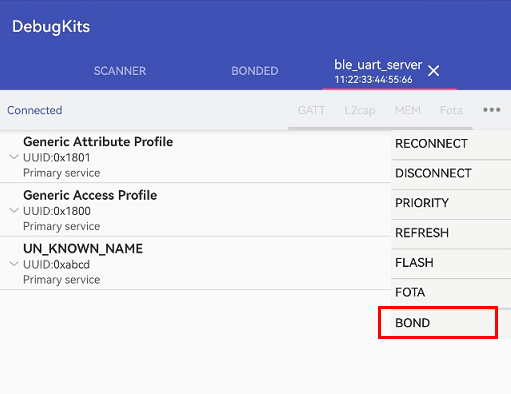 DebugKits
SCANNER
BONDED
ble_uart_server
11:22:33:44:55:66
Connected
GATT
L2cap
MEM
Fota
Generic Attribute Profile
UUID:0x1801
Primary service
Generic Access Profile
UUID:0x1800
Primary service
UN_KNOWN_NAME
UUID:0xabcd
Primary service
RECONNECT
DISCONNECT
PRIORITY
REFRESH
FLASH
FOTA
BOND